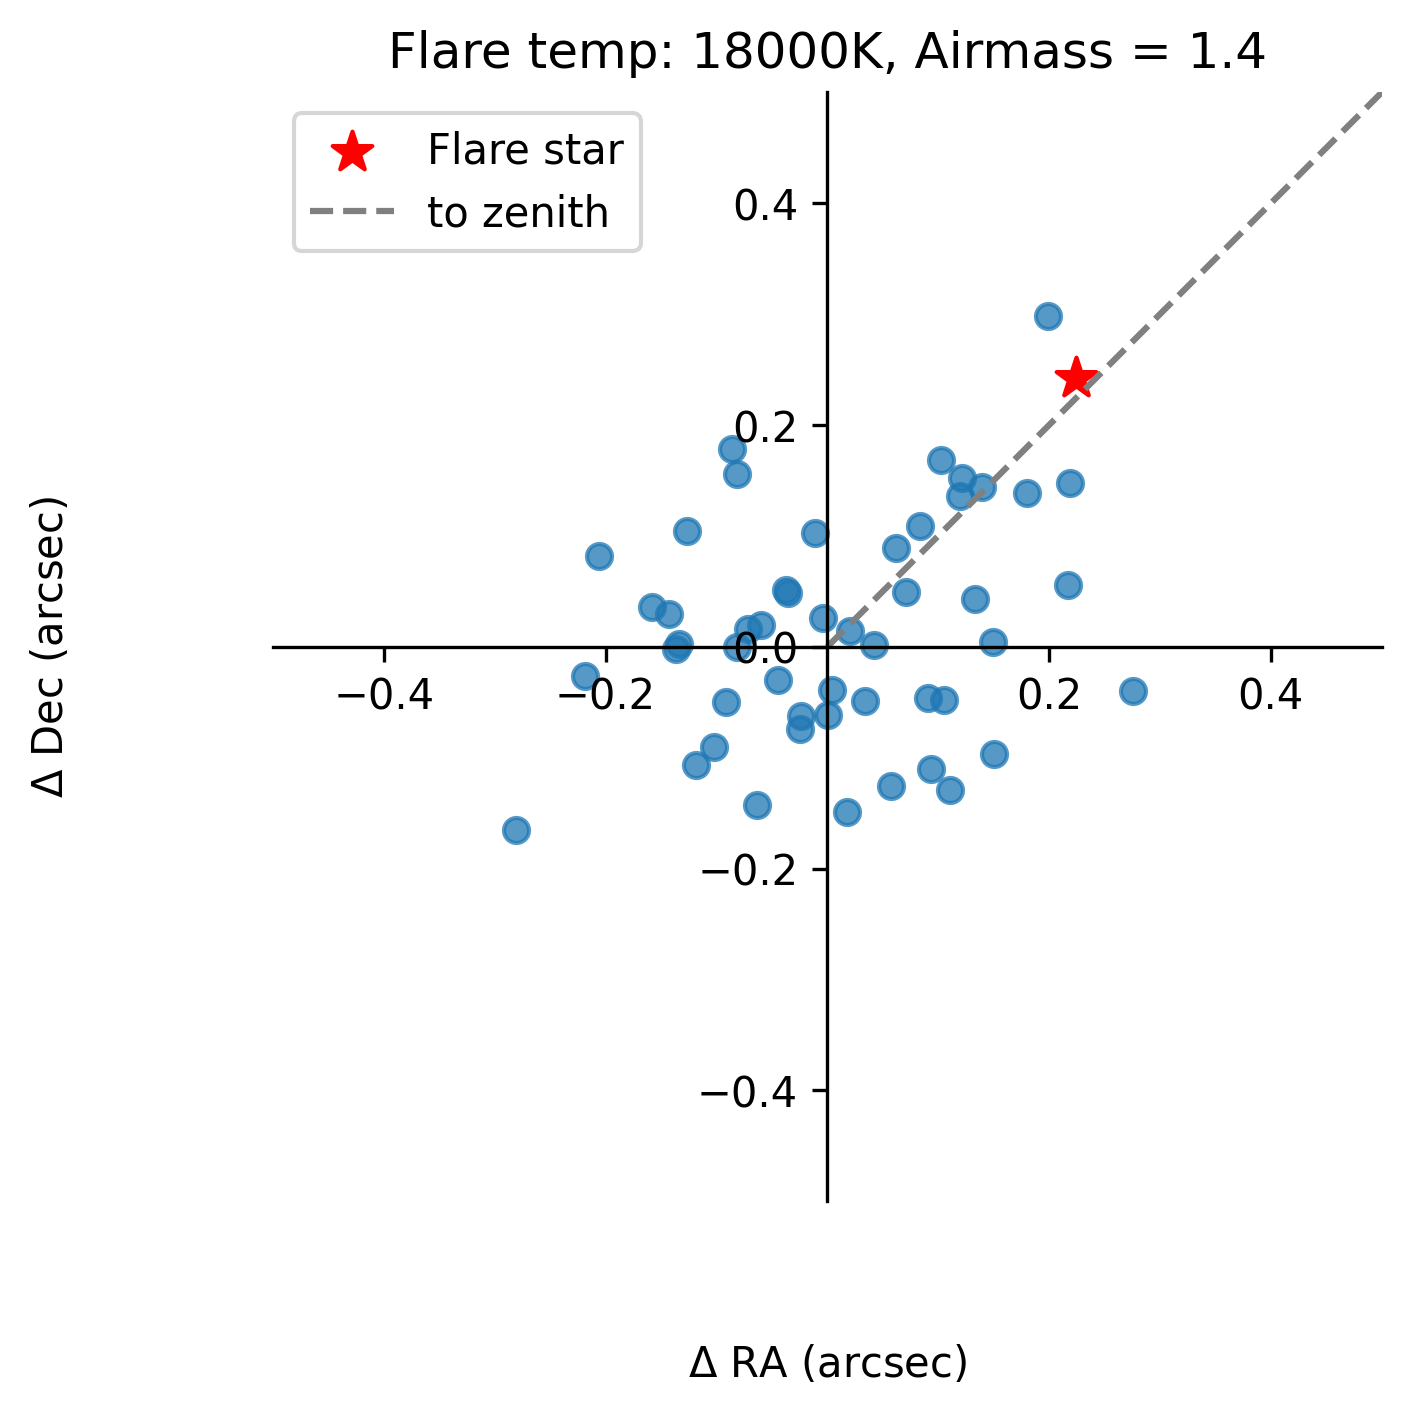 Flare temp: 18000K, Airmass = 1.4
Flare star
to zenith
0.4
0.2
0.0
−0.4
−0.2
0.2
0.4
−0.2
−0.4
Δ Dec (arcsec)
Δ RA (arcsec)